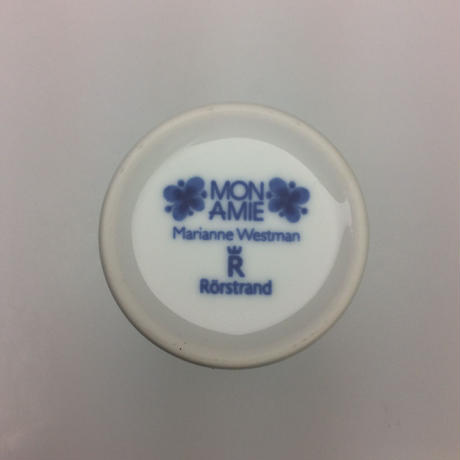 MON
AMIE
Marianne Westman
R
Rörstrand